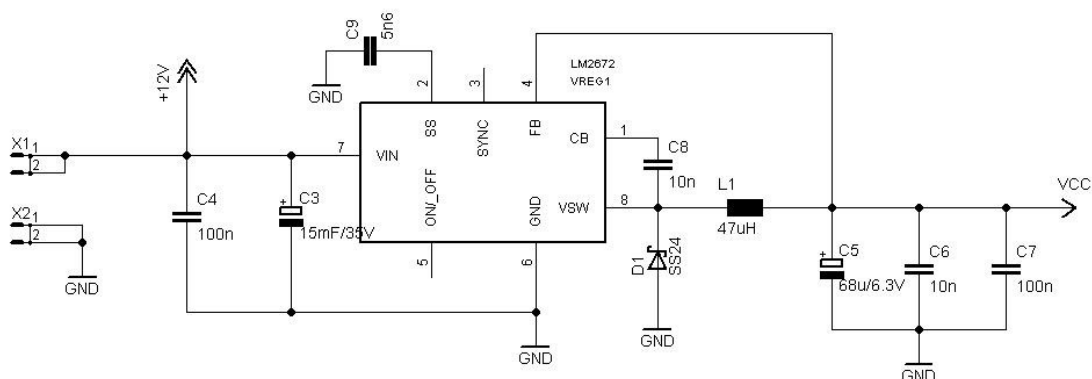 C9
5n6
GND
2
3
4
LM2672
VREG1
+12V
X1
1
2
7
VIN
SS
SYNC
FB
CB
1
C8
10n
C4
100n
C3
+
15mF/35V
ON/_OFF
GND
VSW
8
L1
47uH
VCC
X2
1
2
GND
5
6
D1
SS24
+
C5
68u/6.3V
C6
10n
C7
100n
GND
GND
GND